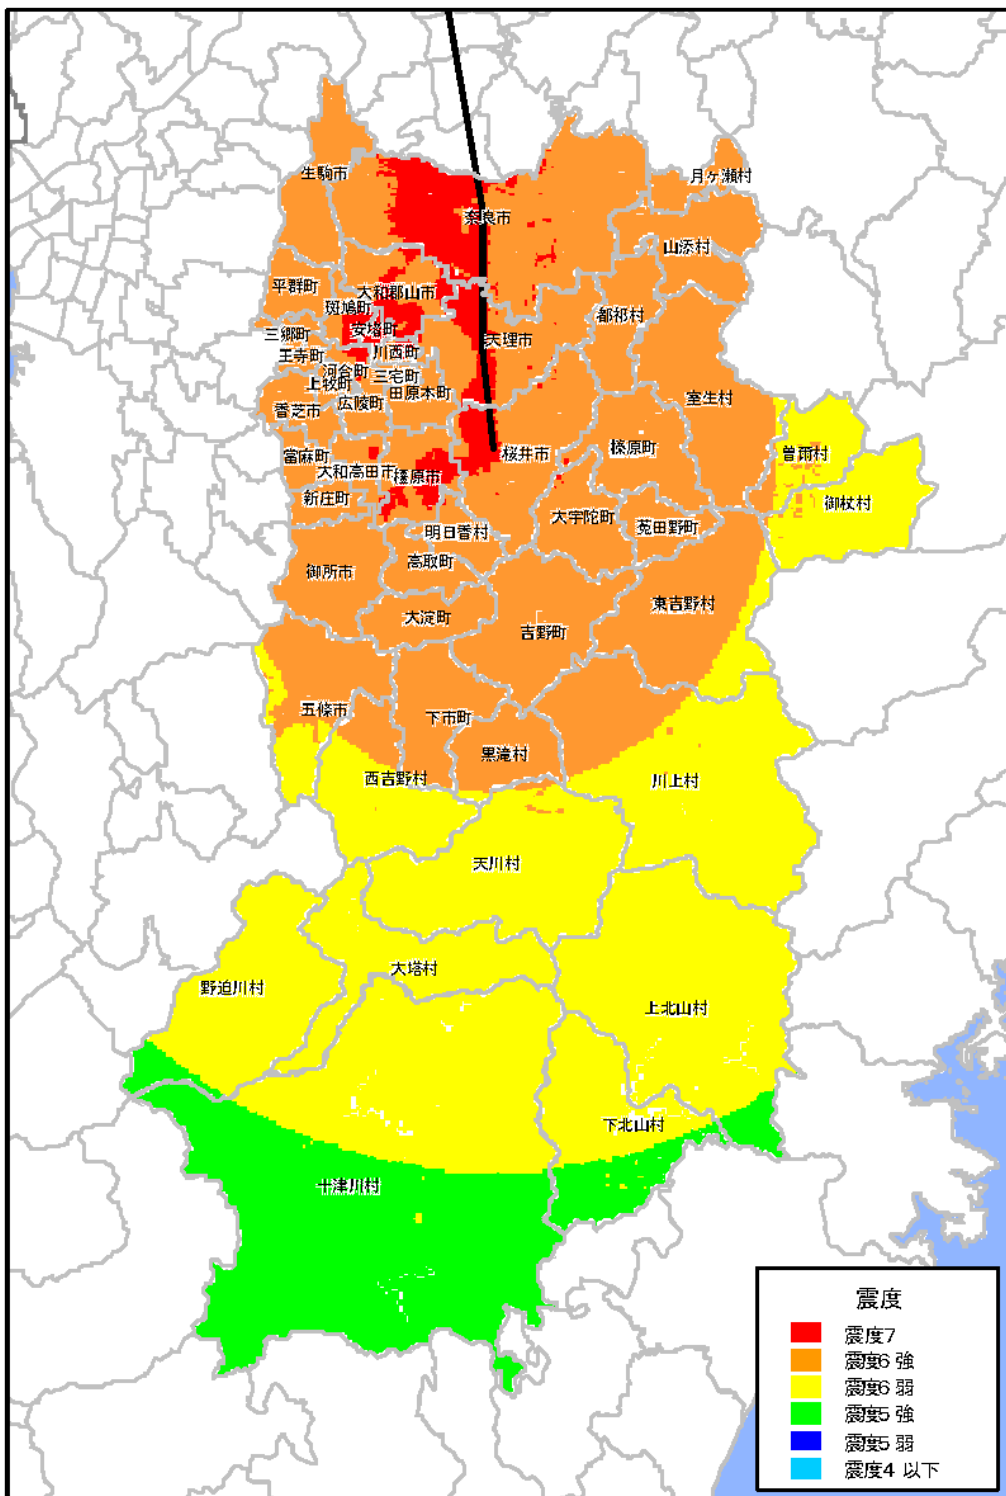 生駒市
月ヶ瀬村
奈良市
山添村
平群町
大和郡山市
斑鳩町
都祁村
安堵町
三郷町
天理市
川西町
王寺町
河合町
三宅町
上牧町
田原本町
室生村
広陵町
香芝市
榛原町
桜井市
曽爾村
當麻町
大和高田市
橿原市
新庄町
御杖村
大宇陀町
菟田野町
明日香村
高取町
御所市
東吉野村
大淀町
吉野町
五條市
下市町
黒滝村
西吉野村
川上村
天川村
大塔村
野迫川村
上北山村
下北山村
十津川村
震度
震度7
震度6 強
震度6 弱
震度5 強
震度5 弱
震度4 以下